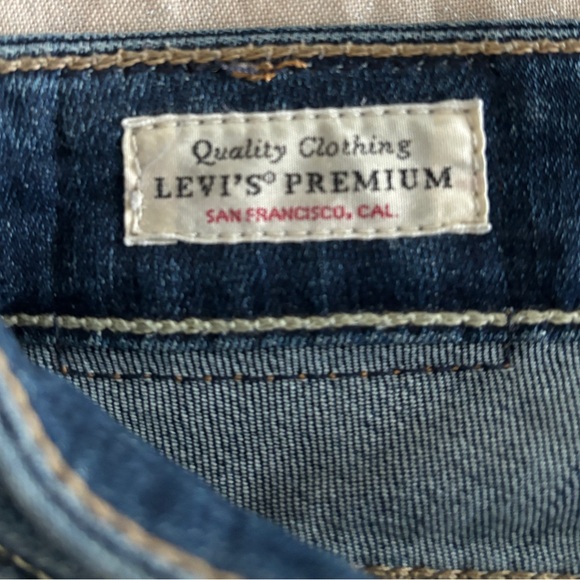 Quality Clothing
LEVI'S® PREMIUM
SAN FRANCISCO, CAL.